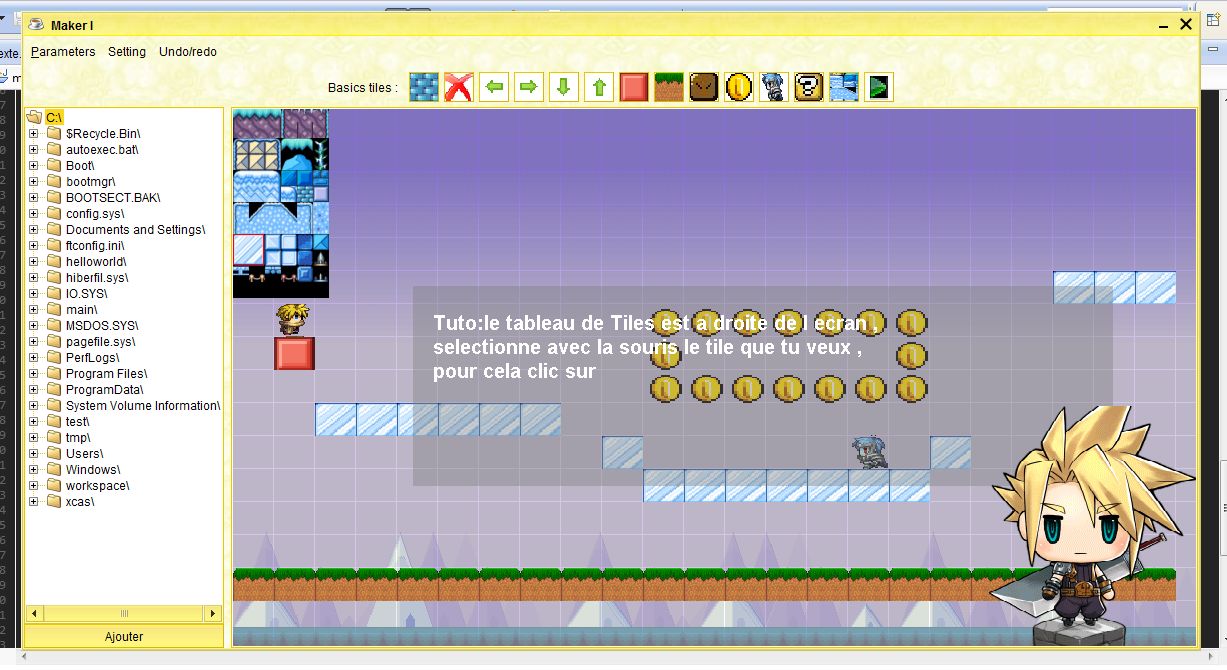 Maker I
Parameters Setting Undo/redo
Basics tiles :
C:\
$Recycle.Bin\
autoexec.bat\
Boot\
bootmgr\
BOOTSECT.BAK\
config.sys\
Documents and Settings\
ftconfig.ini\
helloworld\
hiberfil.sys\
IO.SYS\
main\
MSDOS.SYS\
pagefile.sys\
PerfLogs\
Program Files\
ProgramData\
System Volume Information\
test\
tmp\
Users\
Windows\
workspace\
xcas\
Ajouter
Tuto:le tableau de Tiles est a droite de l ecran ,
selectionne avec la souris le tile que tu veux ,
pour cela clic sur